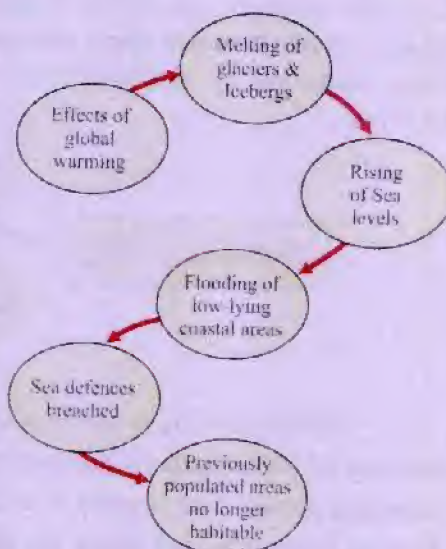 Effects of
global
warming
Melting of
glaciers &
Icebergs
Rising
of Sea
levels
Flooding of
low-lying
coastal areas
Sea defences
breached
Previously
populated areas
no longer
habitable